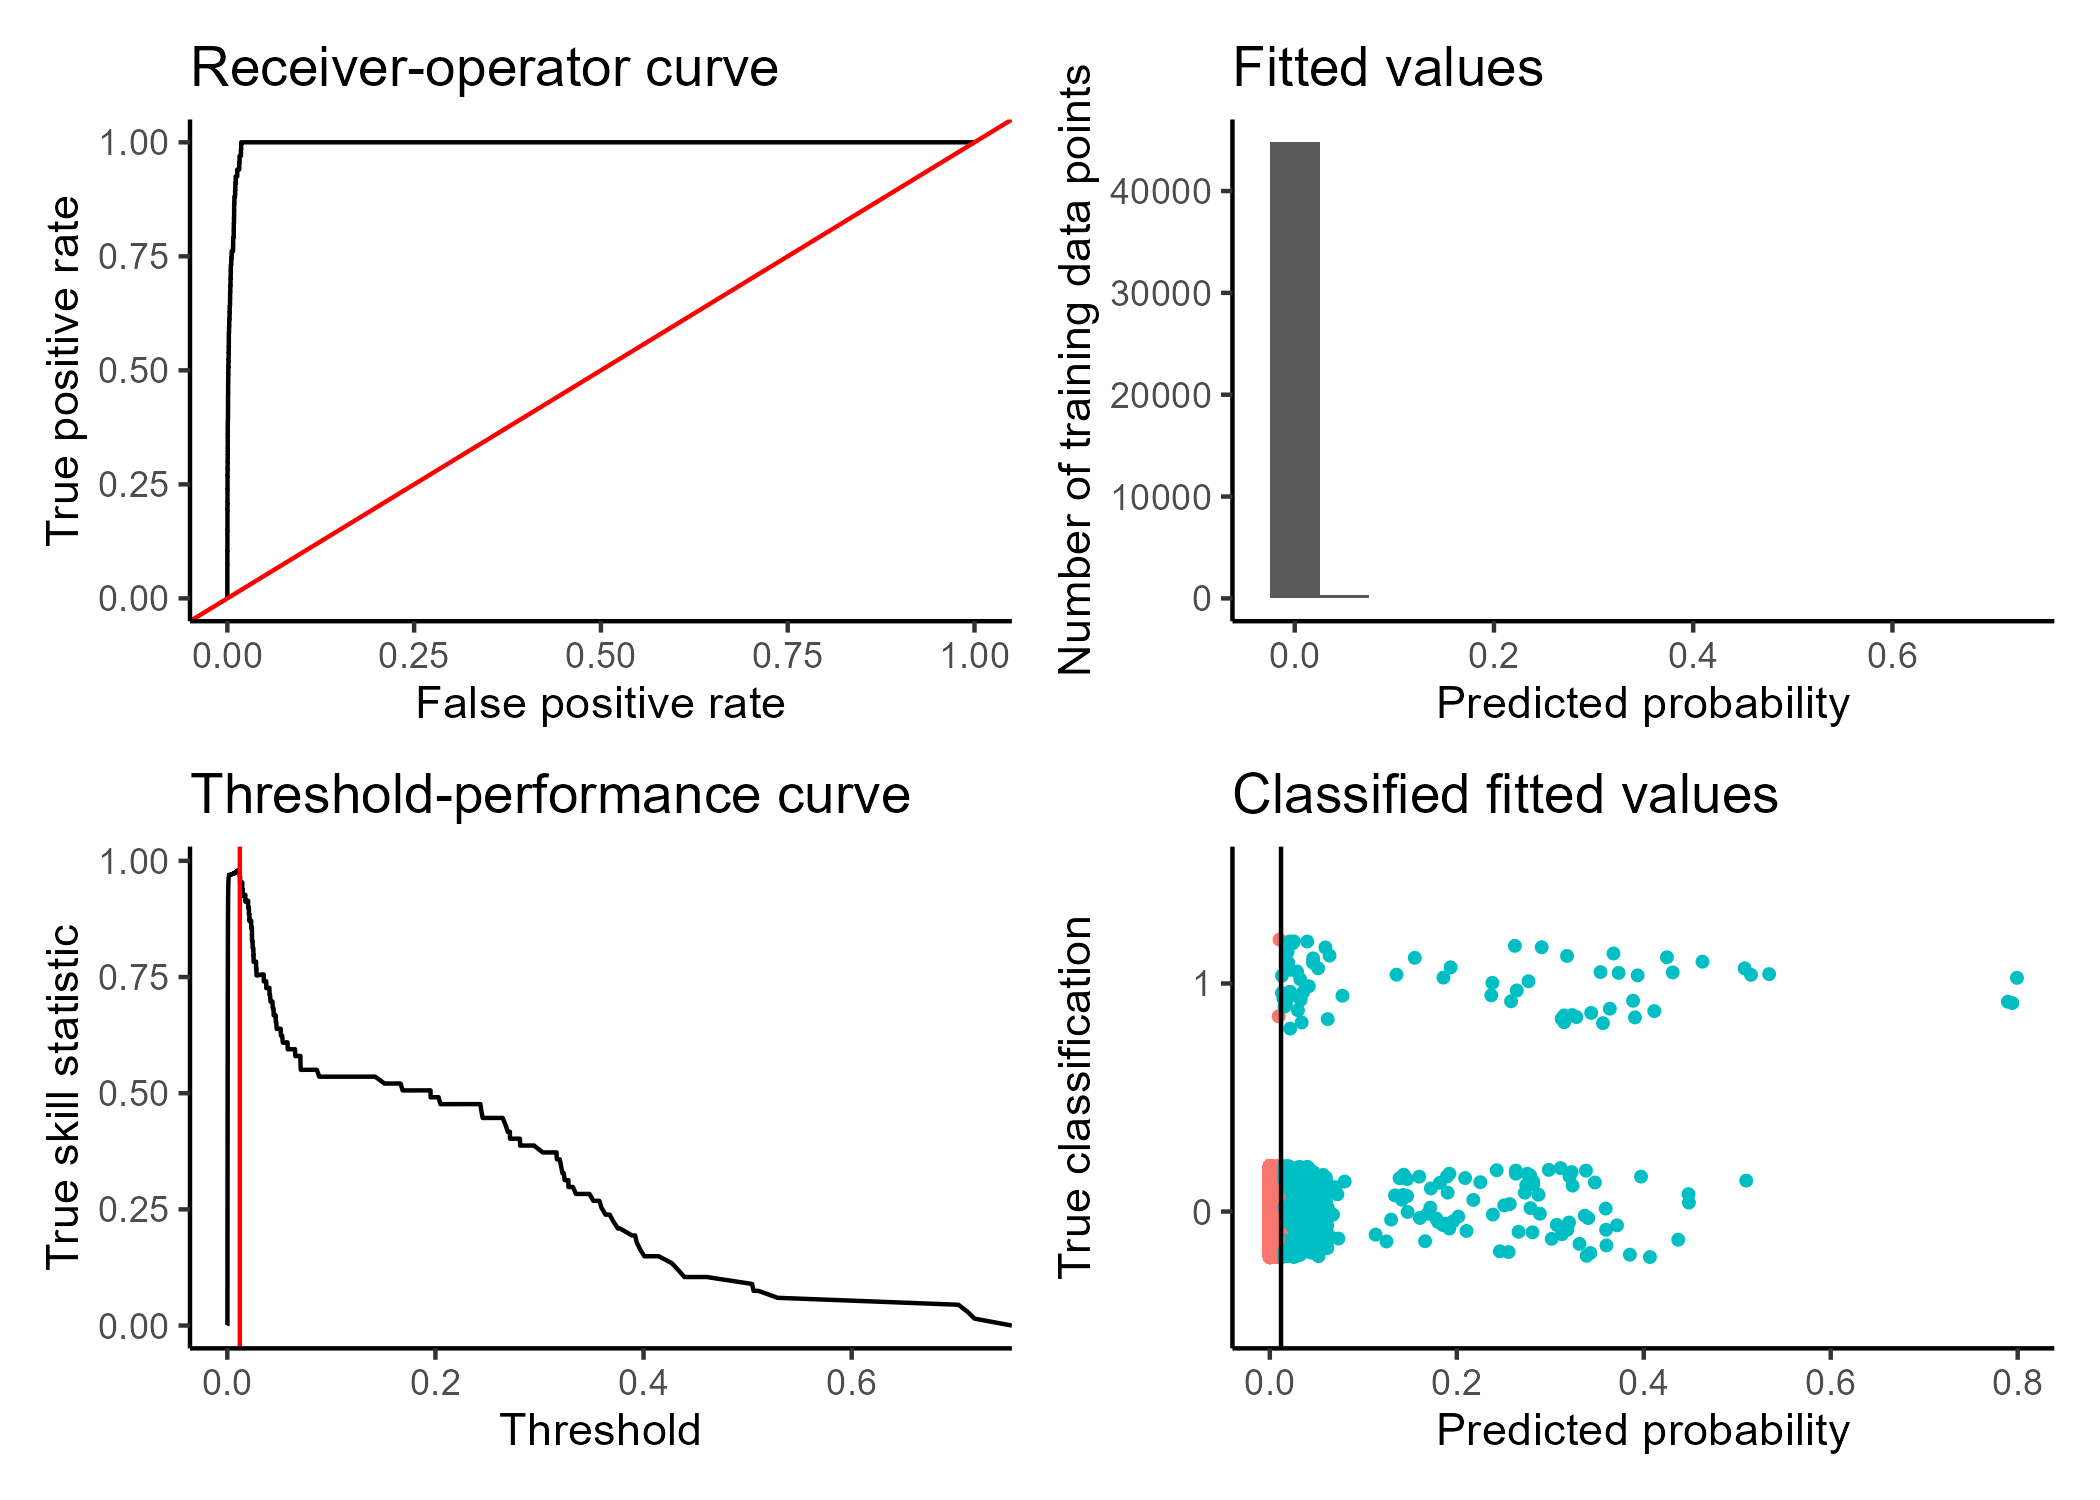 Receiver-operator curve
True positive rate
1.00
0.75
0.50
0.25
0.00
0.00 0.25 0.50 0.75 1.00
False positive rate
Fitted values
Number of training data points
40000
30000
20000
10000
0
0.0 0.2 0.4 0.6
Predicted probability
Threshold-performance curve
True skill statistic
1.00
0.75
0.50
0.25
0.00
0.0 0.2 0.4 0.6
Threshold
Classified fitted values
True classification
1
0
0.0 0.2 0.4 0.6 0.8
Predicted probability